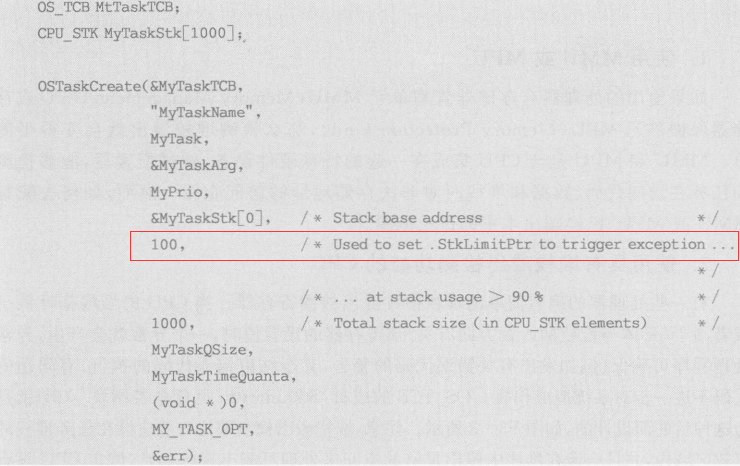 OS_TCB MtTaskTCB;
CPU_STK MyTaskStk[1000];
OSTaskCreate(&MyTaskTCB,
"MyTaskName",
MyTask,
&MyTaskArg,
MyPrio,
&MyTaskStk[0], /* Stack base address */
100, /* Used to set .StkLimitPtr to trigger exception ...
*/
/* ... at stack usage > 90 % */
1000, /* Total stack size (in CPU_STK elements) */
MyTaskQSize,
MyTaskTimeQuanta,
(void *)0,
MY_TASK_OPT,
&err);